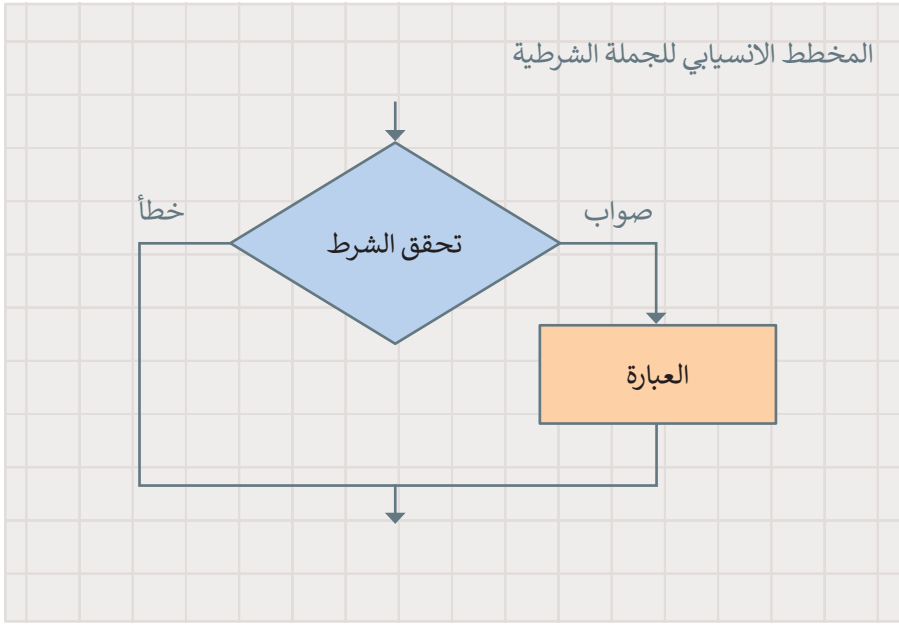 المخطط الانسيابي للجملة الشرطية
صواب
خطأ
تحقق الشرط
العبارة